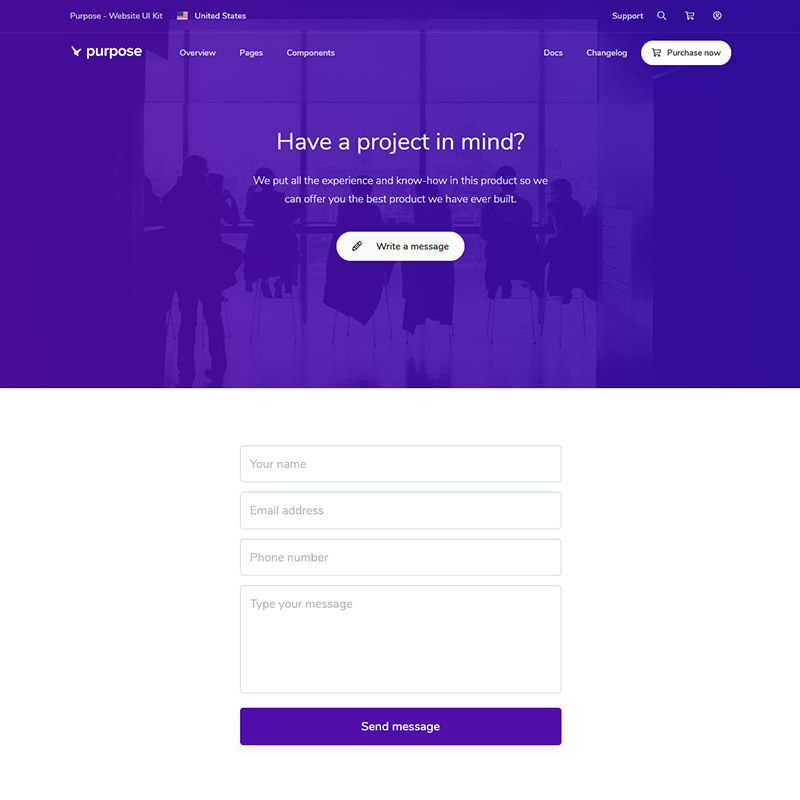 Purpose - Website UI Kit United States Support
purpose Overview Pages Components Docs Changelog Purchase now
Have a project in mind?
We put all the experience and know-how in this product so we
can offer you the best product we have ever built.
Write a message
Your name
Email address
Phone number
Type your message
Send message